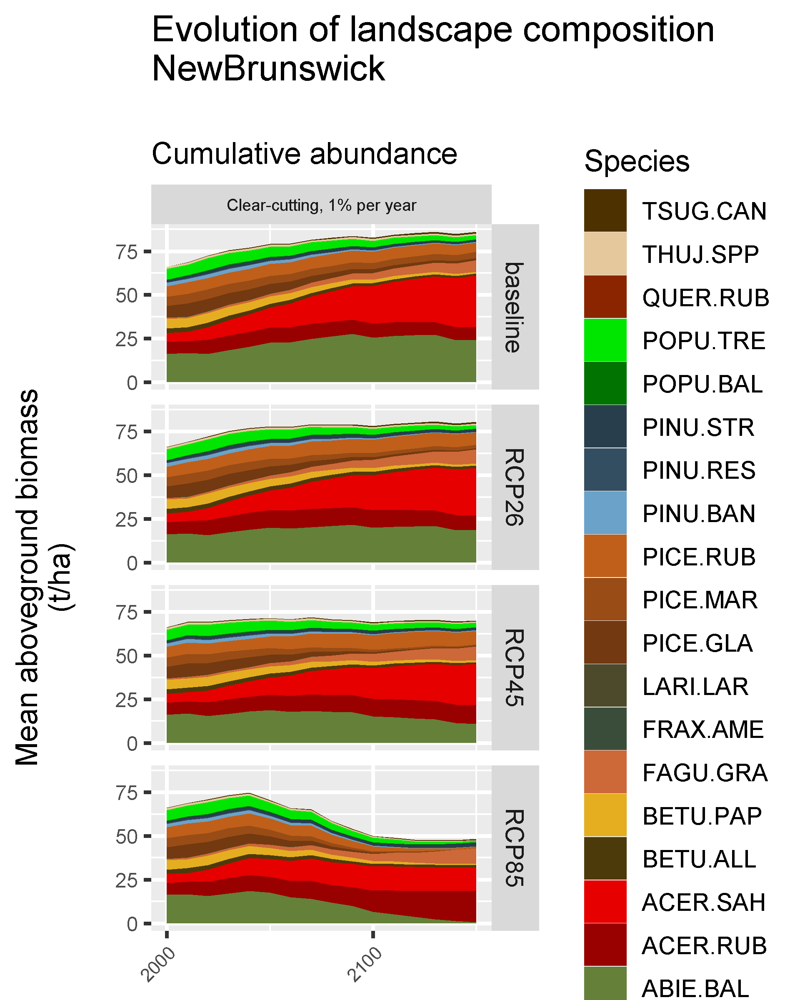 Evolution of landscape composition
NewBrunswick
Cumulative abundance
Clear-cutting, 1% per year
Mean aboveground biomass
(t/ha)
75
50
25
0
baseline
75
50
25
0
RCP26
75
50
25
0
RCP45
75
50
25
0
RCP85
2000
2100
Species
TSUG.CAN
THUJ.SPP
QUER.RUB
POPU.TRE
POPU.BAL
PINU.STR
PINU.RES
PINU.BAN
PICE.RUB
PICE.MAR
PICE.GLA
LARI.LAR
FRAX.AME
FAGU.GRA
BETU.PAP
BETU.ALL
ACER.SAH
ACER.RUB
ABIE.BAL